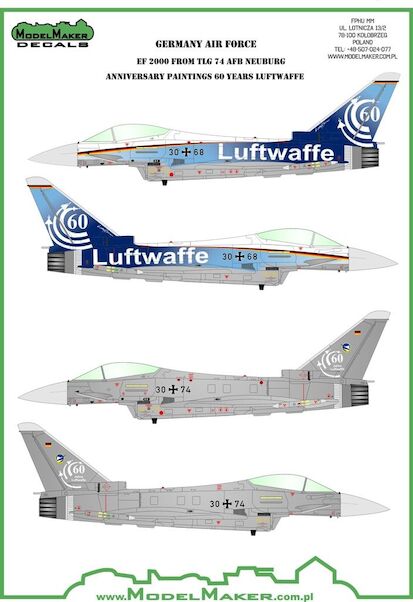 ModelMaker
DECALS
GERMANY AIR FORCE
EF 2000 FROM TLG 74 AFB NEUBURG
ANNIVERSARY PAINTINGS 60 YEARS LUFTWAFFE
FPHU MM
UL. LOTNICZA 13/2
78-100 KOLOBRZEG
POLAND
TEL: +48-507-024-077
WWW.MODELMAKER.COM.PL
60
30 68
Luftwaffe
60
Luftwaffe
30 68
60
30 74
60
30 74
www.ModelMaker.com.pl